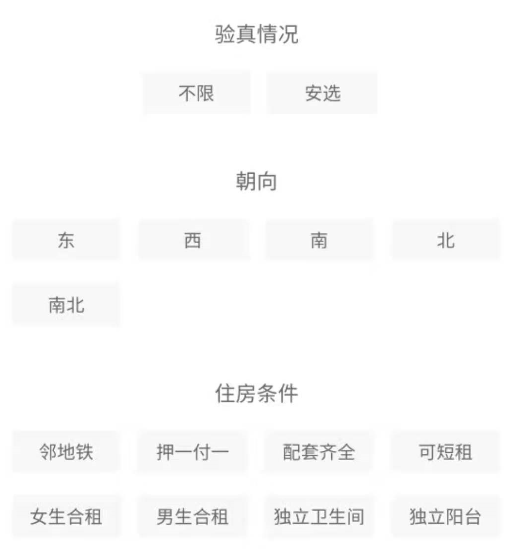 验真情况
不限 安选
朝向
东 西 南 北
南北
住房条件
邻地铁 押一付一 配套齐全 可短租
女生合租 男生合租 独立卫生间 独立阳台